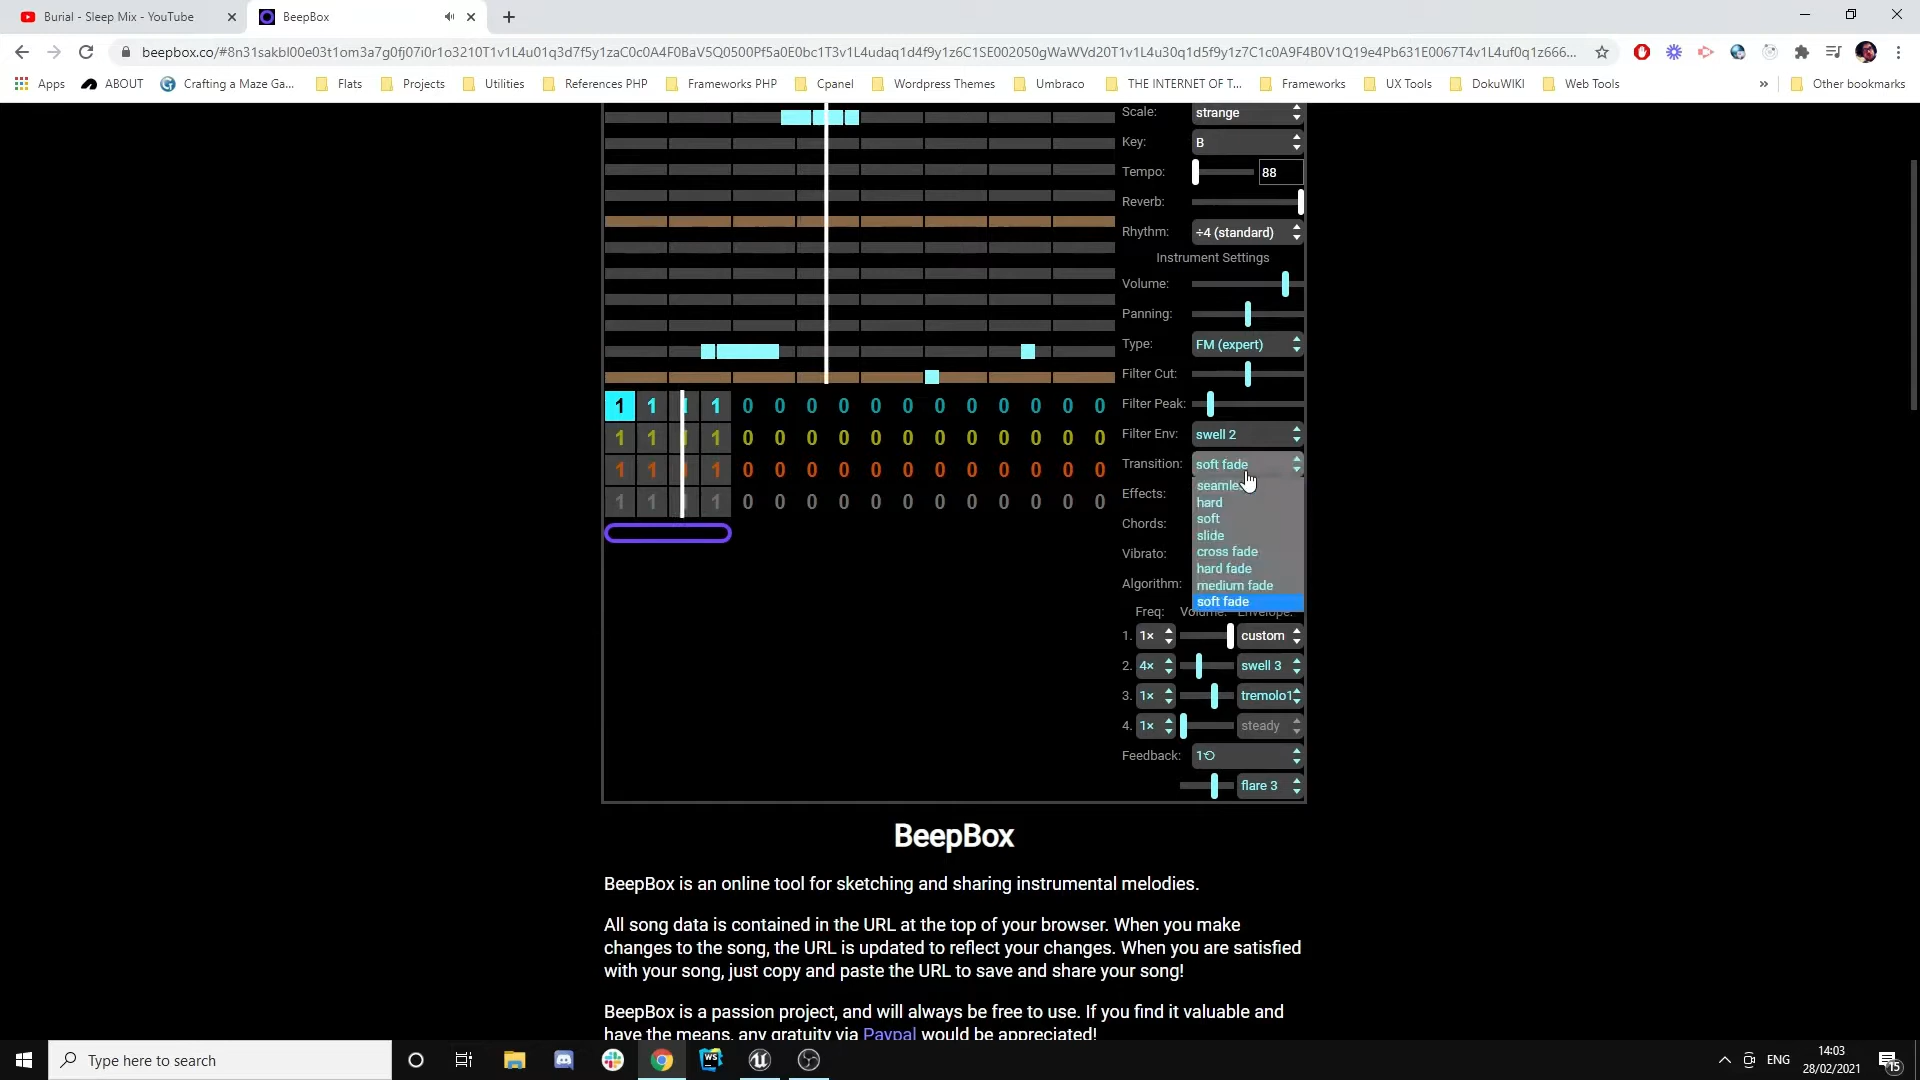 Burial - Sleep Mix - YouTube
BeepBox
beepbox.co/#8n31sakbl00e03t1om3a7g0fj07i0r1o3210T1v1L4u01q3d7f5y1zaC0c0A4F0BaV5Q0500Pf5a0E0bc1T3v1L4udaq1d4f9y1z6C1SE002050gWaWVd20T1v1L4u30q1d5f9y1z7C1c0A9F4B0V1Q19e4Pb631E0067T4v1L4uf0q1z666...
Apps
ABOUT
Crafting a Maze Ga...
Flats
Projects
Utilities
References PHP
Frameworks PHP
Cpanel
Wordpress Themes
Umbraco
THE INTERNET OF T...
Frameworks
UX Tools
DokuWIKI
Web Tools
»
Other bookmarks
Scale: strange
Key: B
Tempo: 88
Reverb:
Rhythm: ÷4 (standard)
Instrument Settings
Volume:
Panning:
Type: FM (expert)
Filter Cut:
Filter Peak:
Filter Env: swell 2
Transition: soft fade
seamle
hard
soft
slide
cross fade
hard fade
medium fade
soft fade
Effects:
Chords:
Vibrato:
Algorithm:
Freq: Volume: Envelope:
1. 1× custom
2. 4× swell 3
3. 1× tremolo1
4. 1× steady
Feedback: 1⟲
flare 3
1 1 1 1 0 0 0 0 0 0 0 0 0 0 0 0
1 1 1 1 0 0 0 0 0 0 0 0 0 0 0 0
1 1 1 1 0 0 0 0 0 0 0 0 0 0 0 0
1 1 1 1 0 0 0 0 0 0 0 0 0 0 0 0
BeepBox
BeepBox is an online tool for sketching and sharing instrumental melodies.
All song data is contained in the URL at the top of your browser. When you make
changes to the song, the URL is updated to reflect your changes. When you are satisfied
with your song, just copy and paste the URL to save and share your song!
BeepBox is a passion project, and will always be free to use. If you find it valuable and
have the means, any gratuity via Paypal would be appreciated!
Type here to search
WS
ENG
14:03
28/02/2021
15